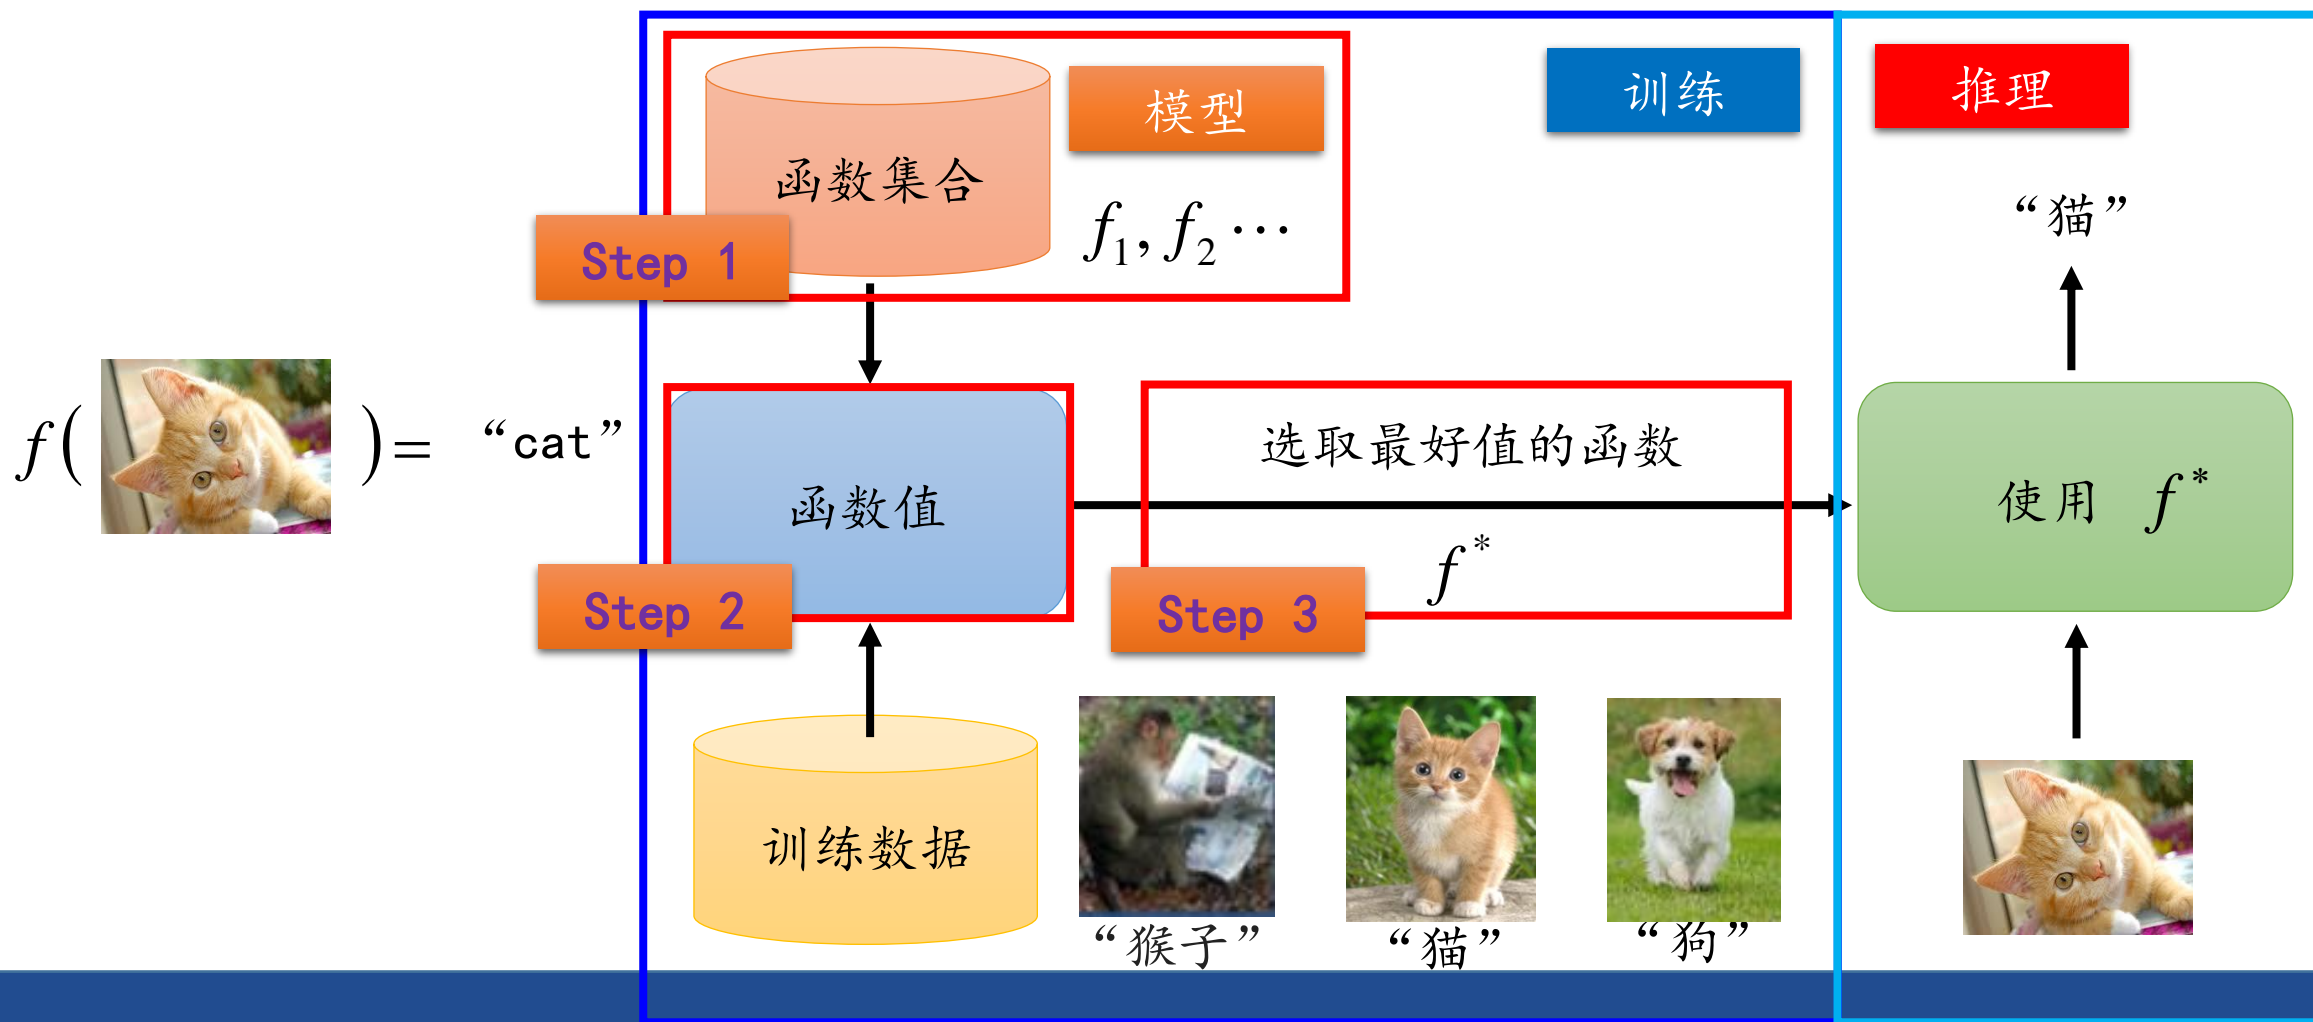 模型
训练
推理
函数集合
f₁, f₂ ⋯
Step 1
“猫”
f( ) = “cat”
函数值
选取最好值的函数
f*
使用 f*
Step 2
Step 3
训练数据
“猴子”
“猫”
“狗”